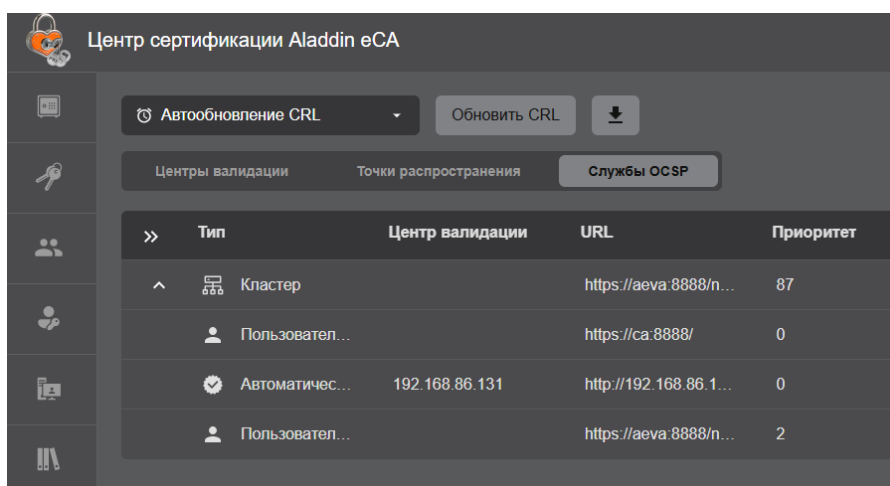 Центр сертификации Aladdin eCA
Автообновление CRL Обновить CRL
Центры валидации Точки распространения Службы OCSP
Тип Центр валидации URL Приоритет
Кластер https://aeva:8888/n... 87
Пользовател... https://ca:8888/ 0
Автоматичес... 192.168.86.131 http://192.168.86.1... 0
Пользовател... https://aeva:8888/n... 2